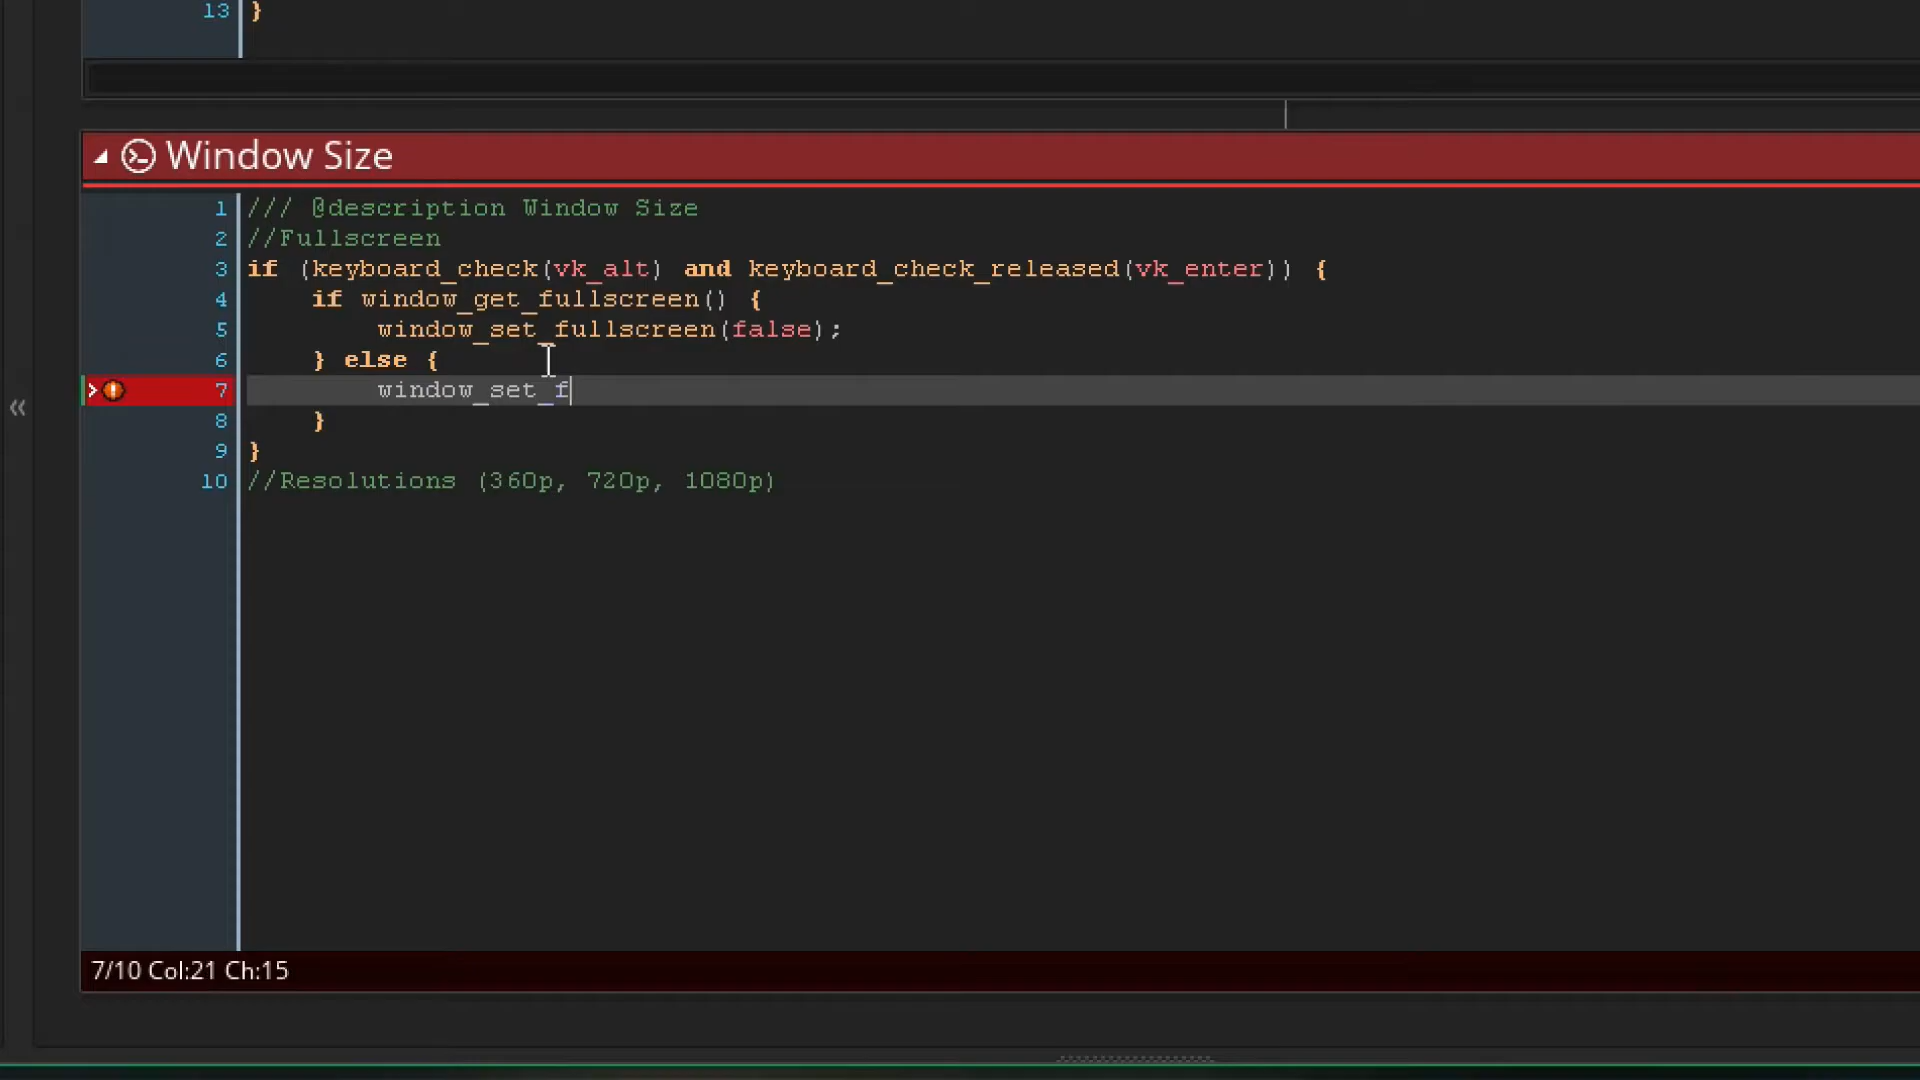 13 }
Window Size
1 /// @description Window Size
2 //Fullscreen
3 if (keyboard_check(vk_alt) and keyboard_check_released(vk_enter)) {
4     if window_get_fullscreen() {
5         window_set_fullscreen(false);
6     } else {
7         window_set_f
8     }
9 }
10 //Resolutions (360p, 720p, 1080p)
7/10 Col:21 Ch:15